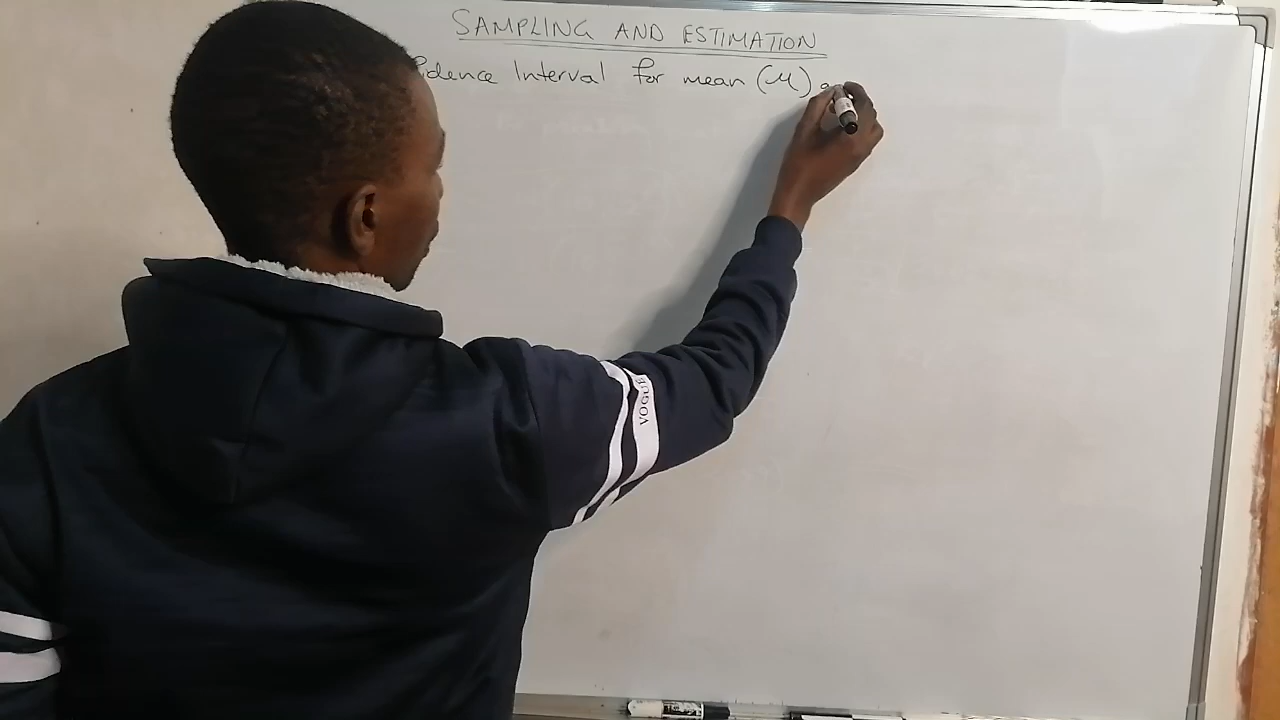 SAMPLING AND ESTIMATION
fidence Interval for mean (μ)
VOGUE